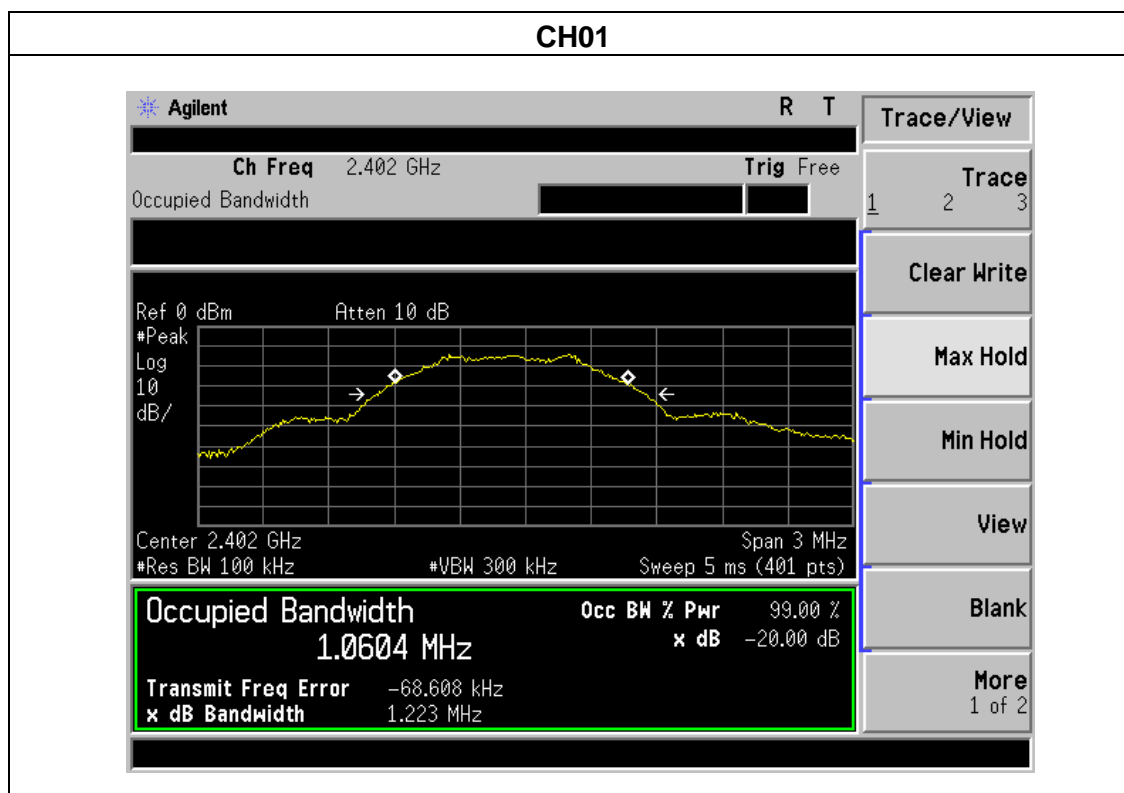 CH01
Agilent R T
Ch Freq 2.402 GHz Trig Free
Occupied Bandwidth
Ref 0 dBm Atten 10 dB
#Peak
Log
10
dB/
Center 2.402 GHz Span 3 MHz
#Res BW 100 kHz #VBW 300 kHz Sweep 5 ms (401 pts)
Occupied Bandwidth Occ BW % Pwr 99.00 %
1.0604 MHz x dB -20.00 dB
Transmit Freq Error -68.608 kHz
x dB Bandwidth 1.223 MHz
Trace/View
Trace
1 2 3
Clear Write
Max Hold
Min Hold
View
Blank
More
1 of 2